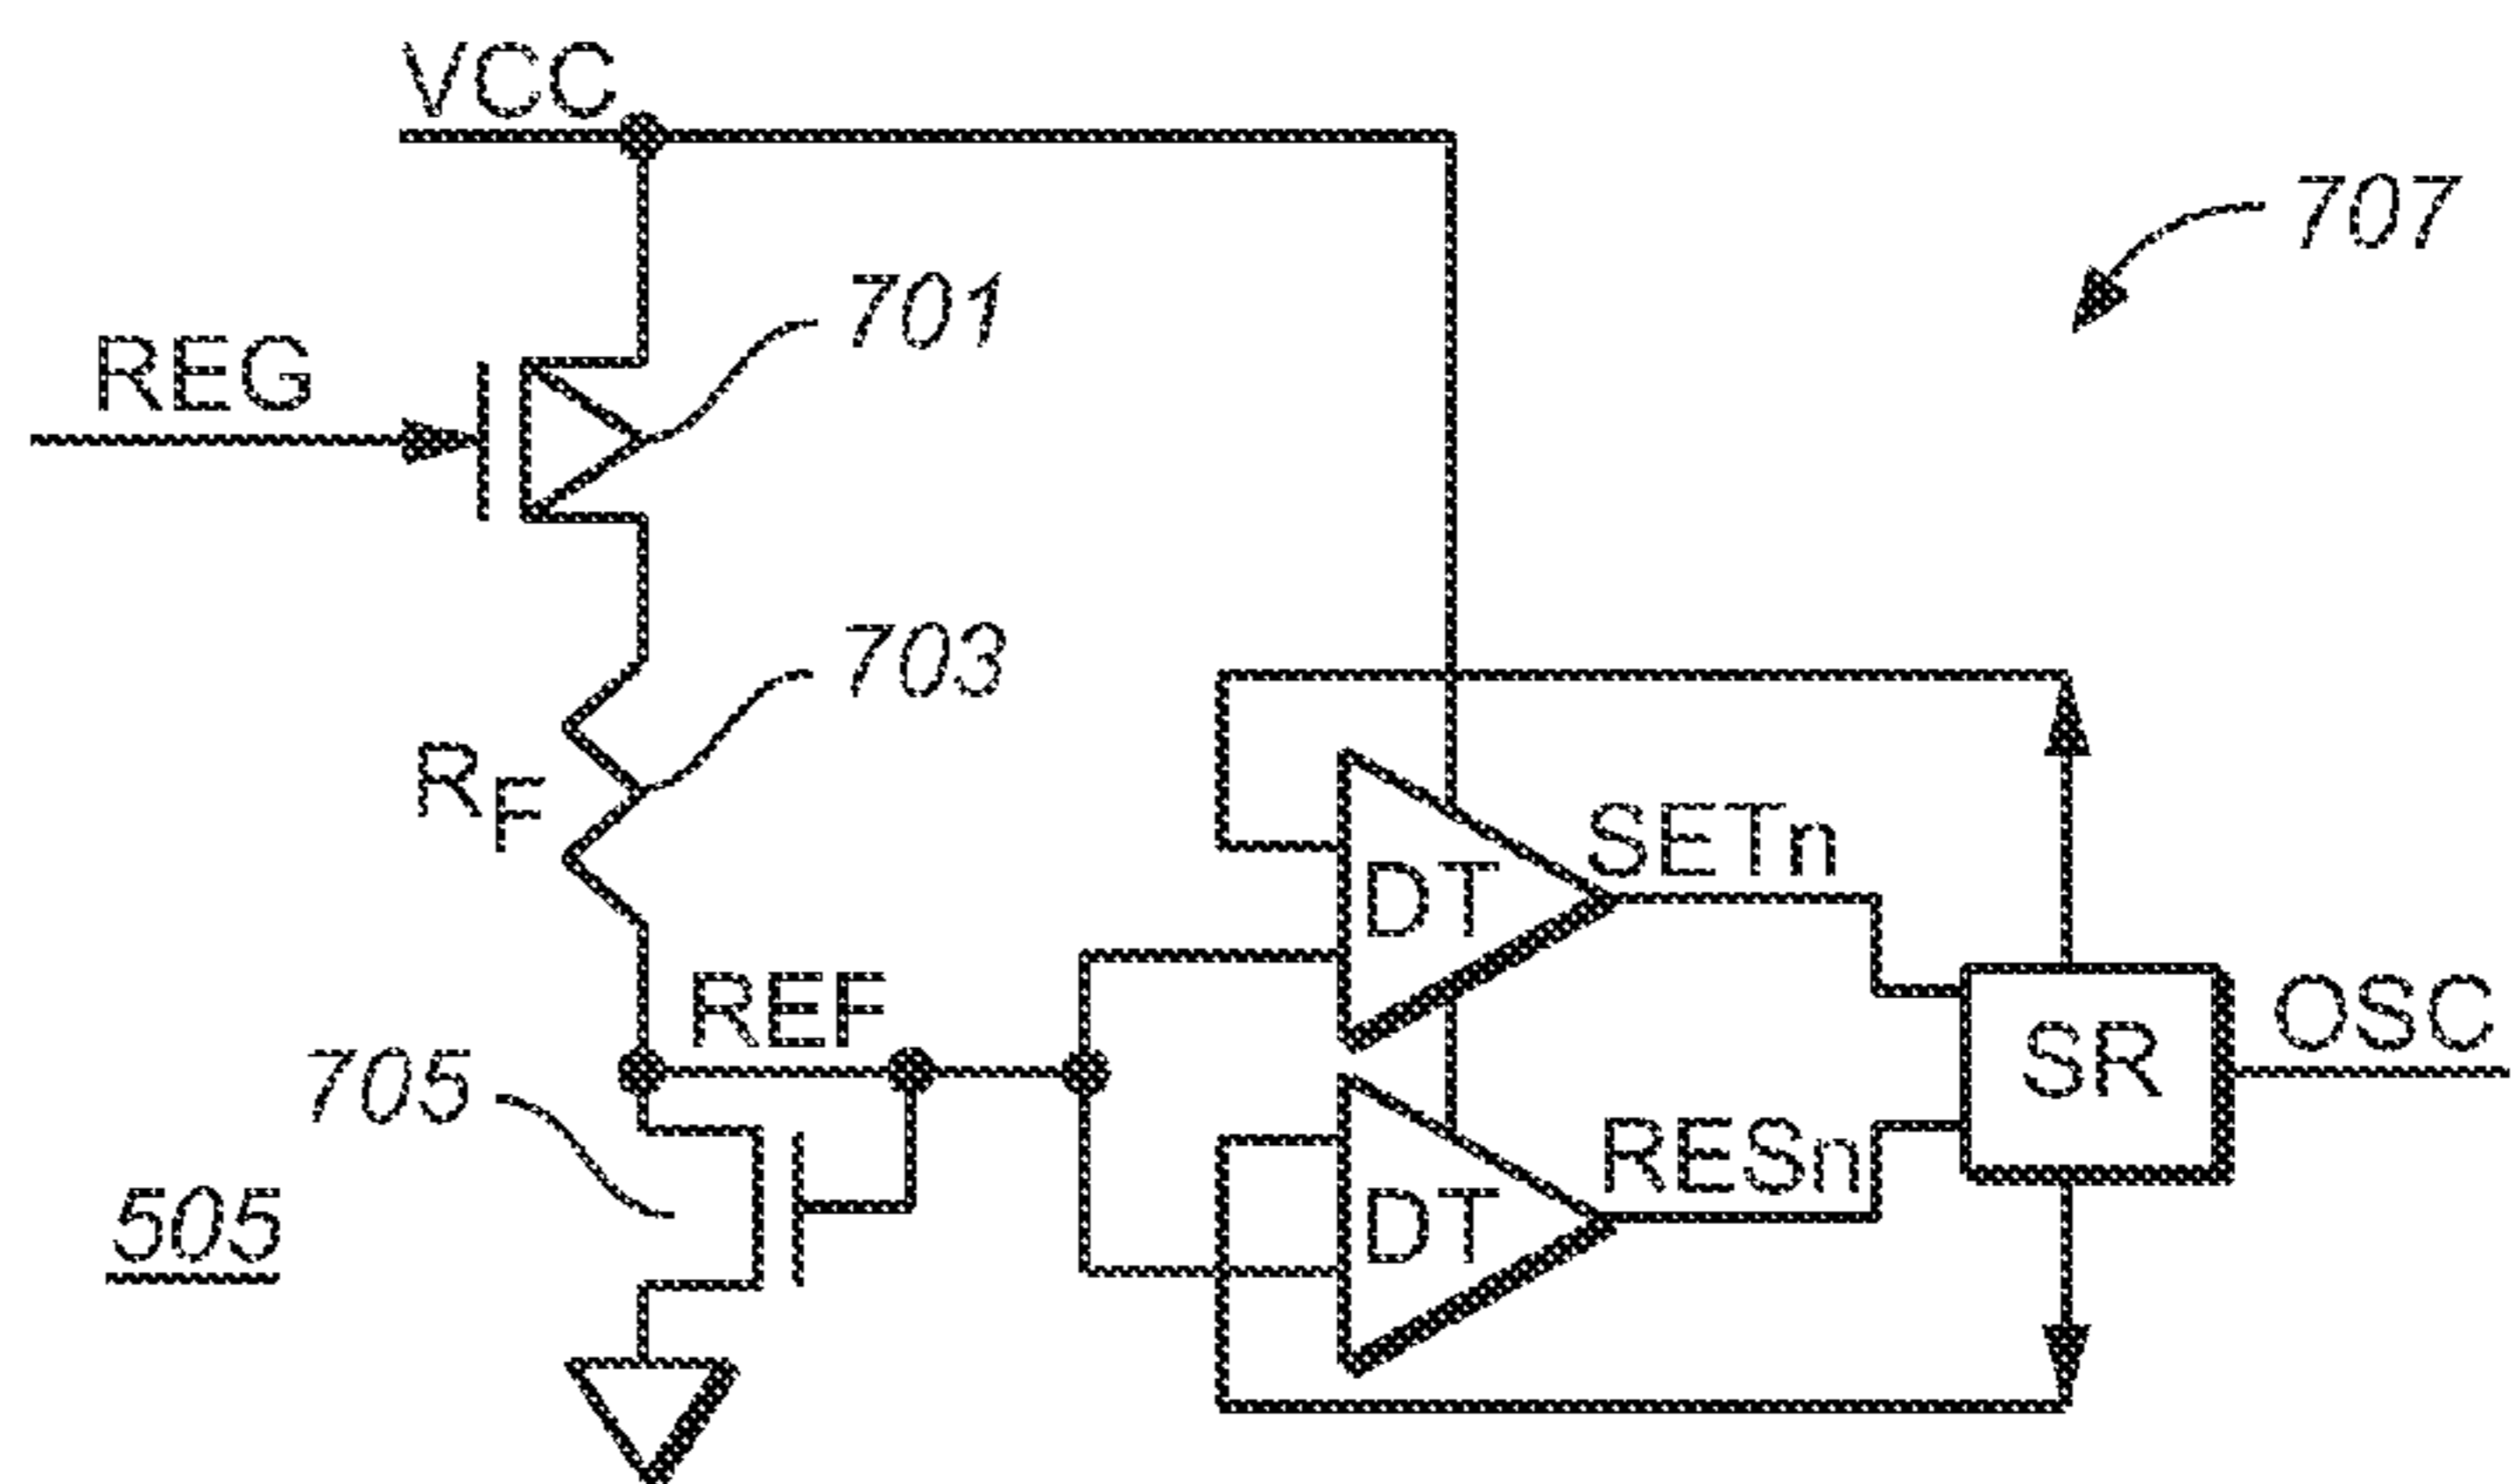 VCC
707
701
REG
703
RF
DT
SETn
REF
OSC
SR
705
RESn
505
DT